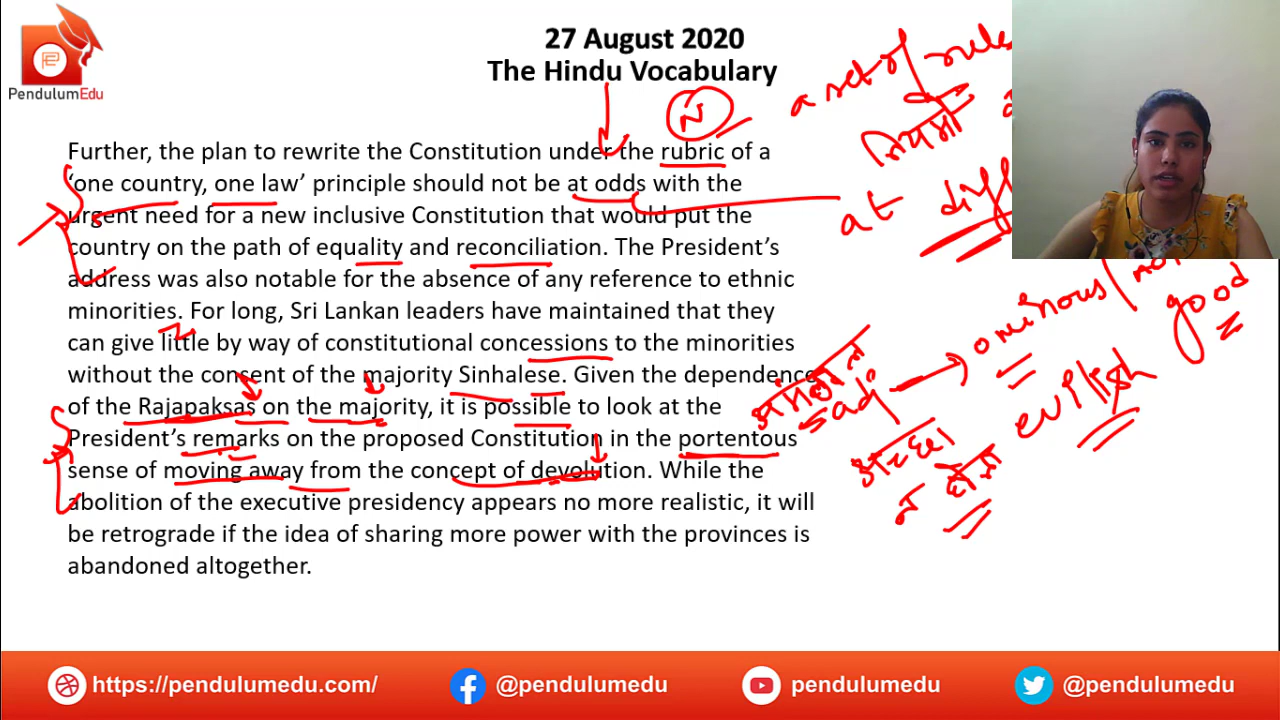 27 August 2020
The Hindu Vocabulary
PendulumEdu
Further, the plan to rewrite the Constitution under the rubric of a
‘one country, one law’ principle should not be at odds with the
urgent need for a new inclusive Constitution that would put the
country on the path of equality and reconciliation. The President’s
address was also notable for the absence of any reference to ethnic
minorities. For long, Sri Lankan leaders have maintained that they
can give little by way of constitutional concessions to the minorities
without the consent of the majority Sinhalese. Given the dependence
of the Rajapaksas on the majority, it is possible to look at the
President’s remarks on the proposed Constitution in the portentous
sense of moving away from the concept of devolution. While the
abolition of the executive presidency appears no more realistic, it will
be retrograde if the idea of sharing more power with the provinces is
abandoned altogether.
N
a set of rule
at diff
ominous/
good
adj
evilish
https://pendulumedu.com/
@pendulumedu
pendulumedu
@pendulumedu